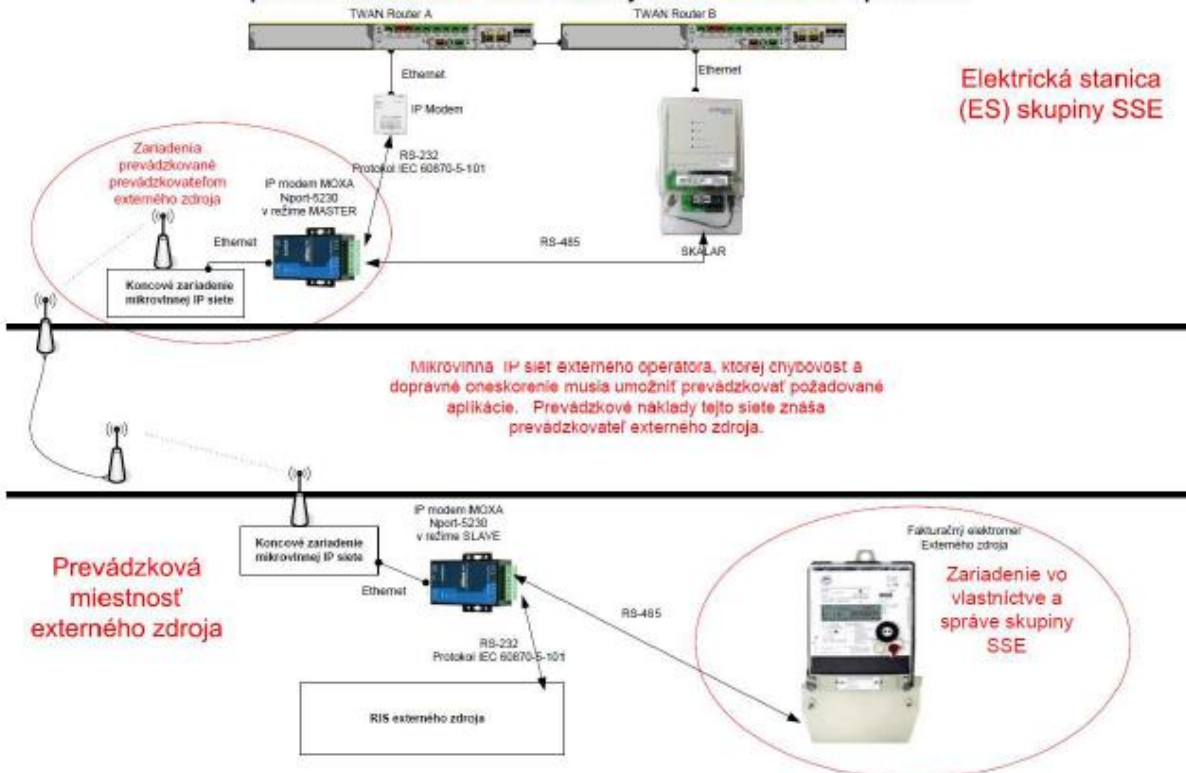 TWAN Router A
TWAN Router B
Ethernet
Ethernet
IP Modem
Elektrická stanica
(ES) skupiny SSE
Zariadenia
prevádzkované
prevádzkovateľom
externého zdroja
RS-232
Protokol IEC 60870-5-101
IP modem MOXA
Nport-5230
v režime MASTER
Ethernet
RS-485
SKALAR
Koncové zariadenie
mikrovlnnej IP siete
Mikrovlnná IP sieť externého operátora, ktorej chybovosť a
dopravné oneskorenie musia umožniť prevádzkovať požadované
aplikácie. Prevádzkové náklady tejto siete znáša
prevádzkovateľ externého zdroja.
IP modem MOXA
Nport-5230
v režime SLAVE
Koncové zariadenie
mikrovlnnej IP siete
Ethernet
Prevádzková
miestnosť
externého zdroja
Fakturačný elektromer
Externého zdroja
Zariadenie vo
vlastníctve a
správe skupiny
SSE
RS-485
RS-232
Protokol IEC 60870-5-101
RIS externého zdroja